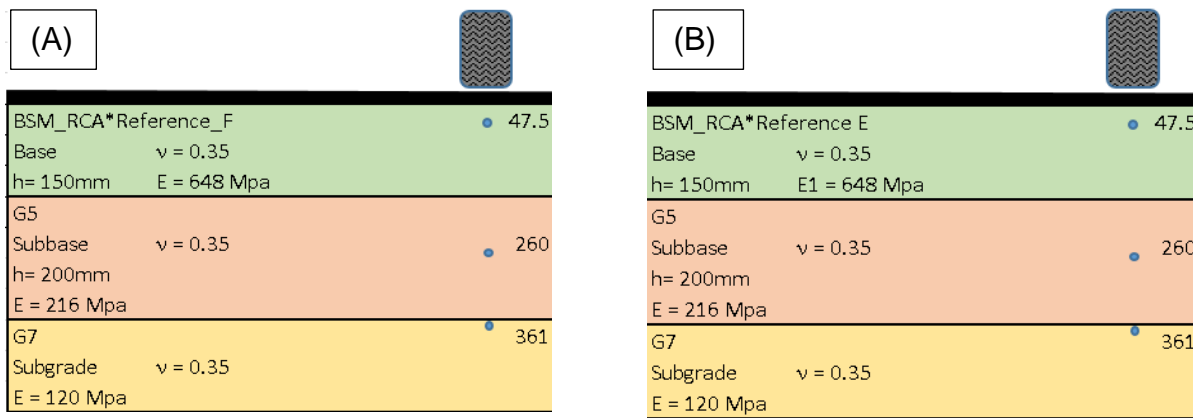 (A)
BSM_RCA*Reference_F
47.5
Base ν = 0.35
h= 150mm E = 648 Mpa
G5
Subbase ν = 0.35
260
h= 200mm
E = 216 Mpa
G7
361
Subgrade ν = 0.35
E = 120 Mpa
(B)
BSM_RCA*Reference E
47.5
Base ν = 0.35
h= 150mm E1 = 648 Mpa
G5
Subbase ν = 0.35
260
h= 200mm
E = 216 Mpa
G7
361
Subgrade ν = 0.35
E = 120 Mpa